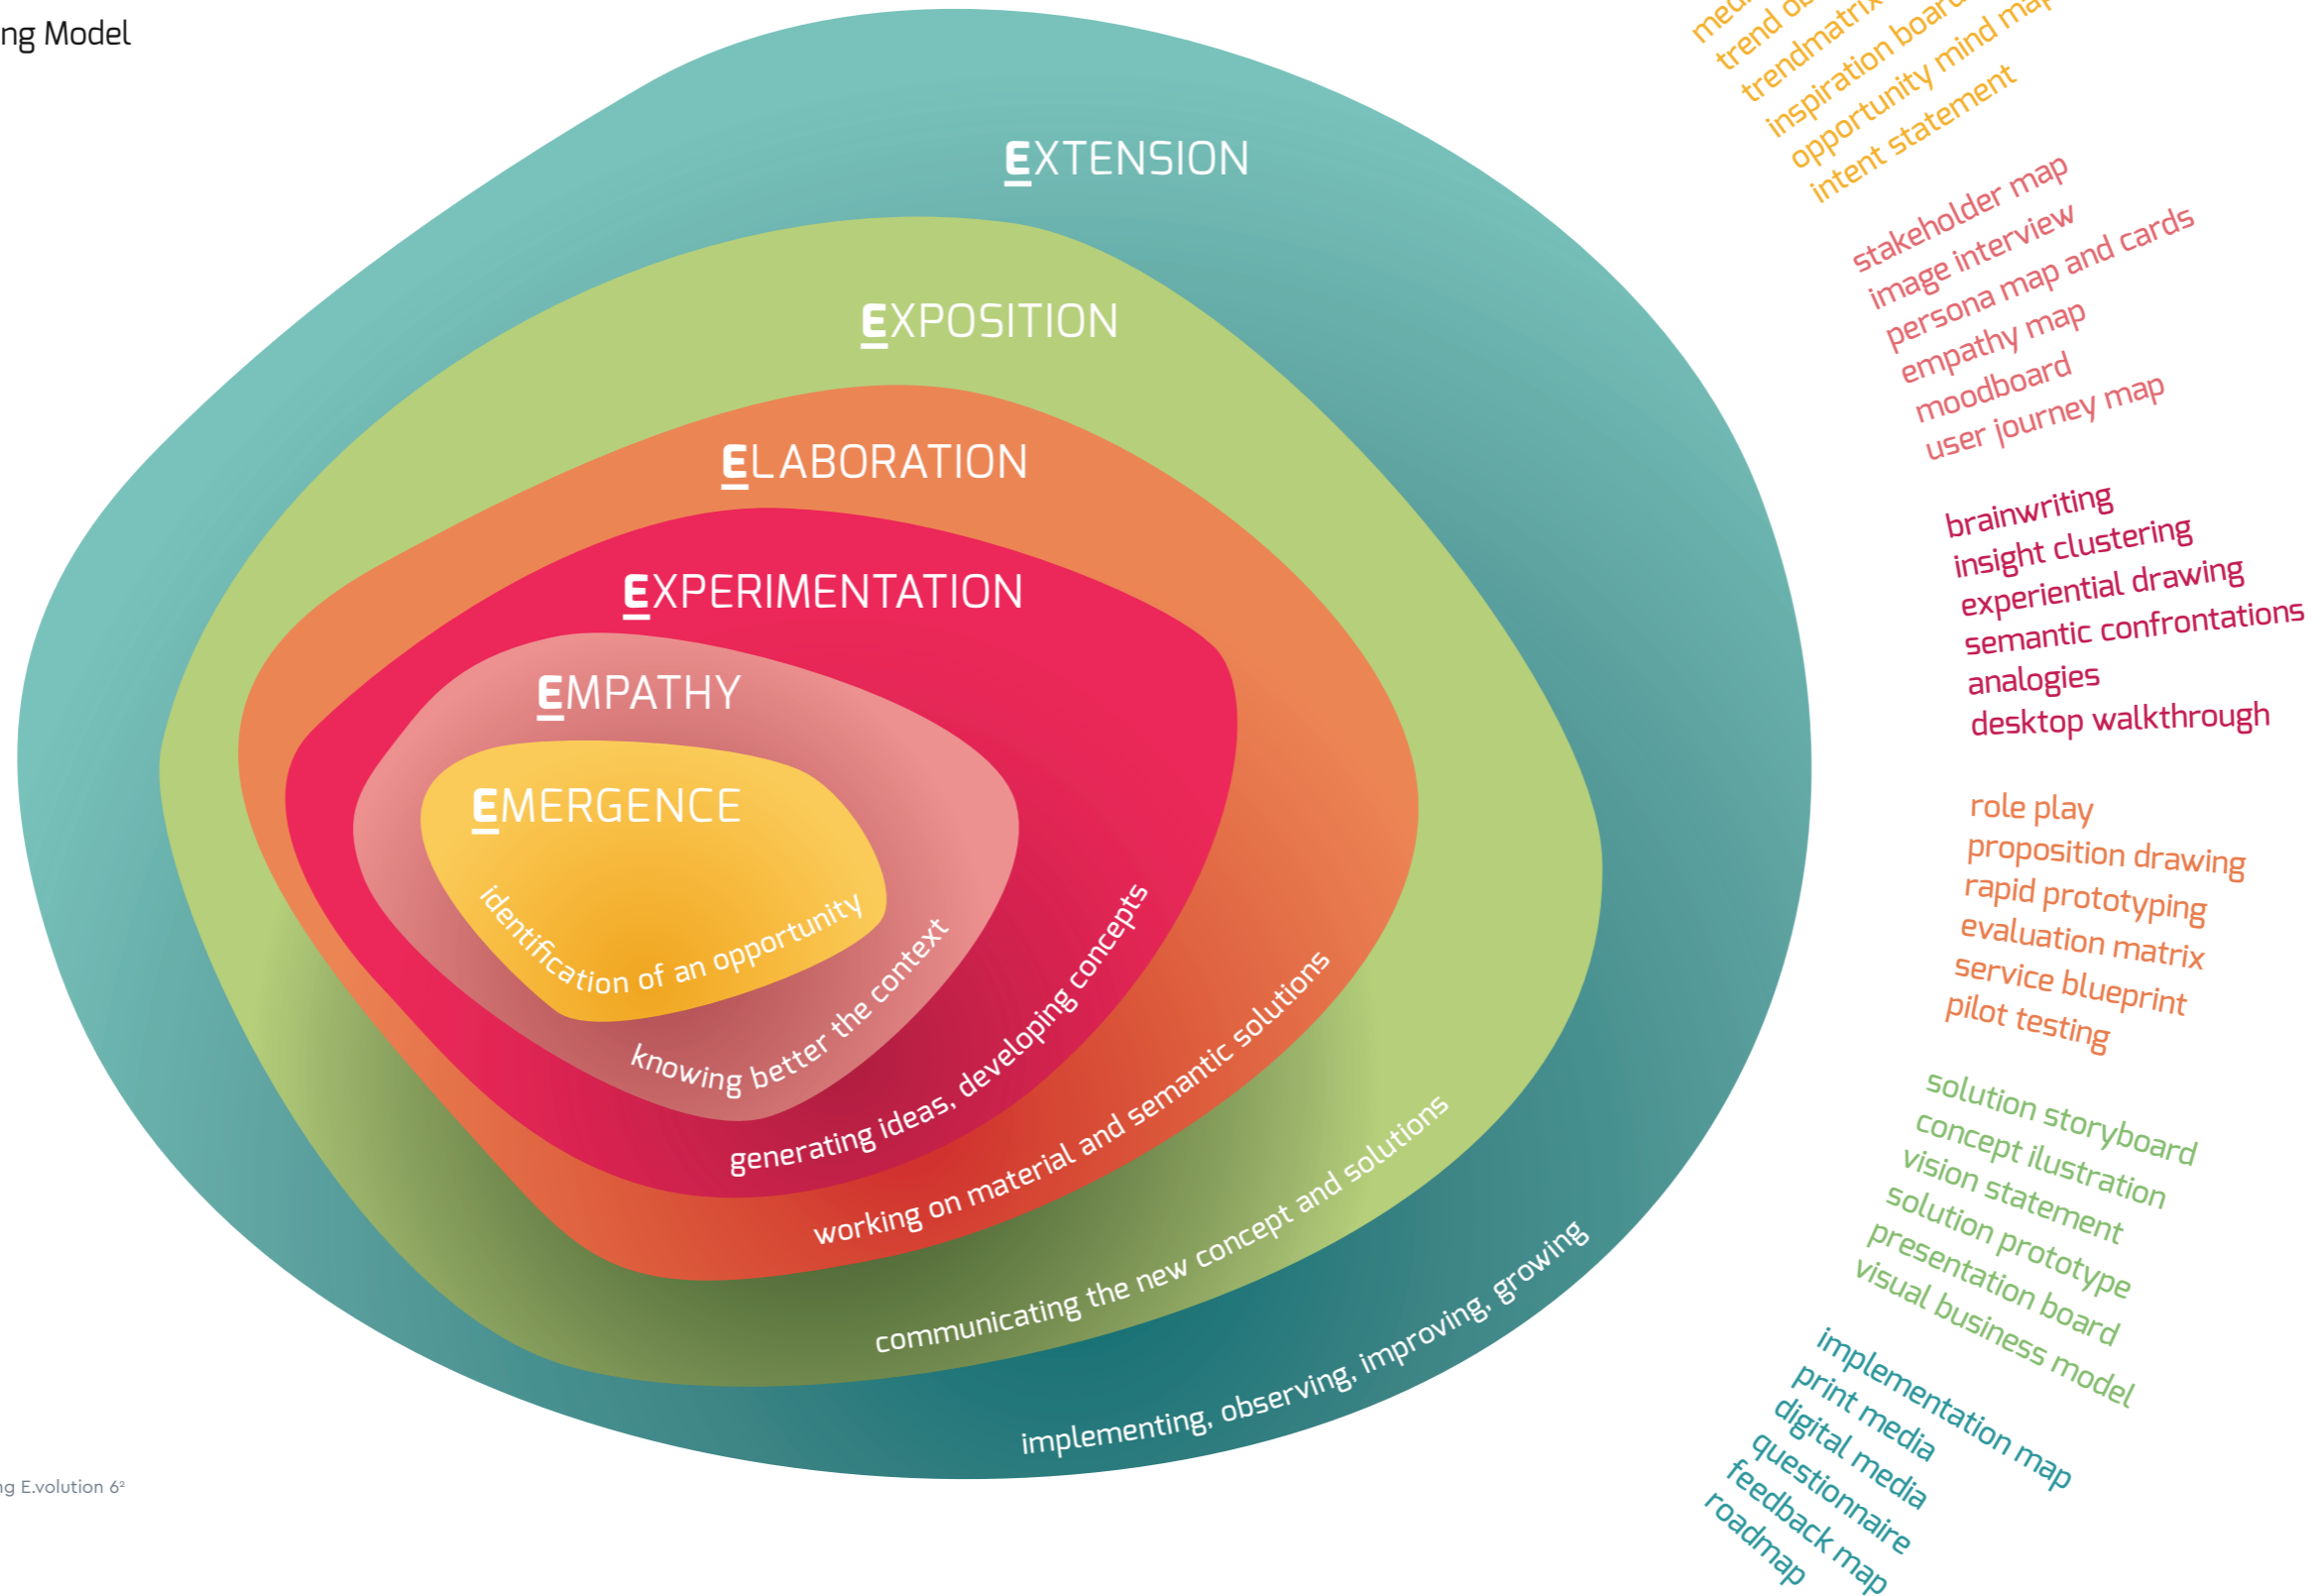 ng Model
EXTENSION
EXPOSITION
ELABORATION
EXPERIMENTATION
EMPATHY
EMERGENCE
identification of an opportunity
knowing better the context
generating ideas, developing concepts
working on material and semantic solutions
communicating the new concept and solutions
implementing, observing, improving, growing
trend
trendmatrix
inspiration board
opportunity mind map
intent statement
stakeholder map
image interview
persona map and cards
empathy map
moodboard
user journey map
brainwriting
insight clustering
experiential drawing
semantic confrontations
analogies
desktop walkthrough
role play
proposition drawing
rapid prototyping
evaluation matrix
service blueprint
pilot testing
solution storyboard
concept ilustration
vision statement
solution prototype
presentation board
visual business model
implementation map
print media
digital media
questionnaire
feedback map
roadmap
ng E.volution 6²